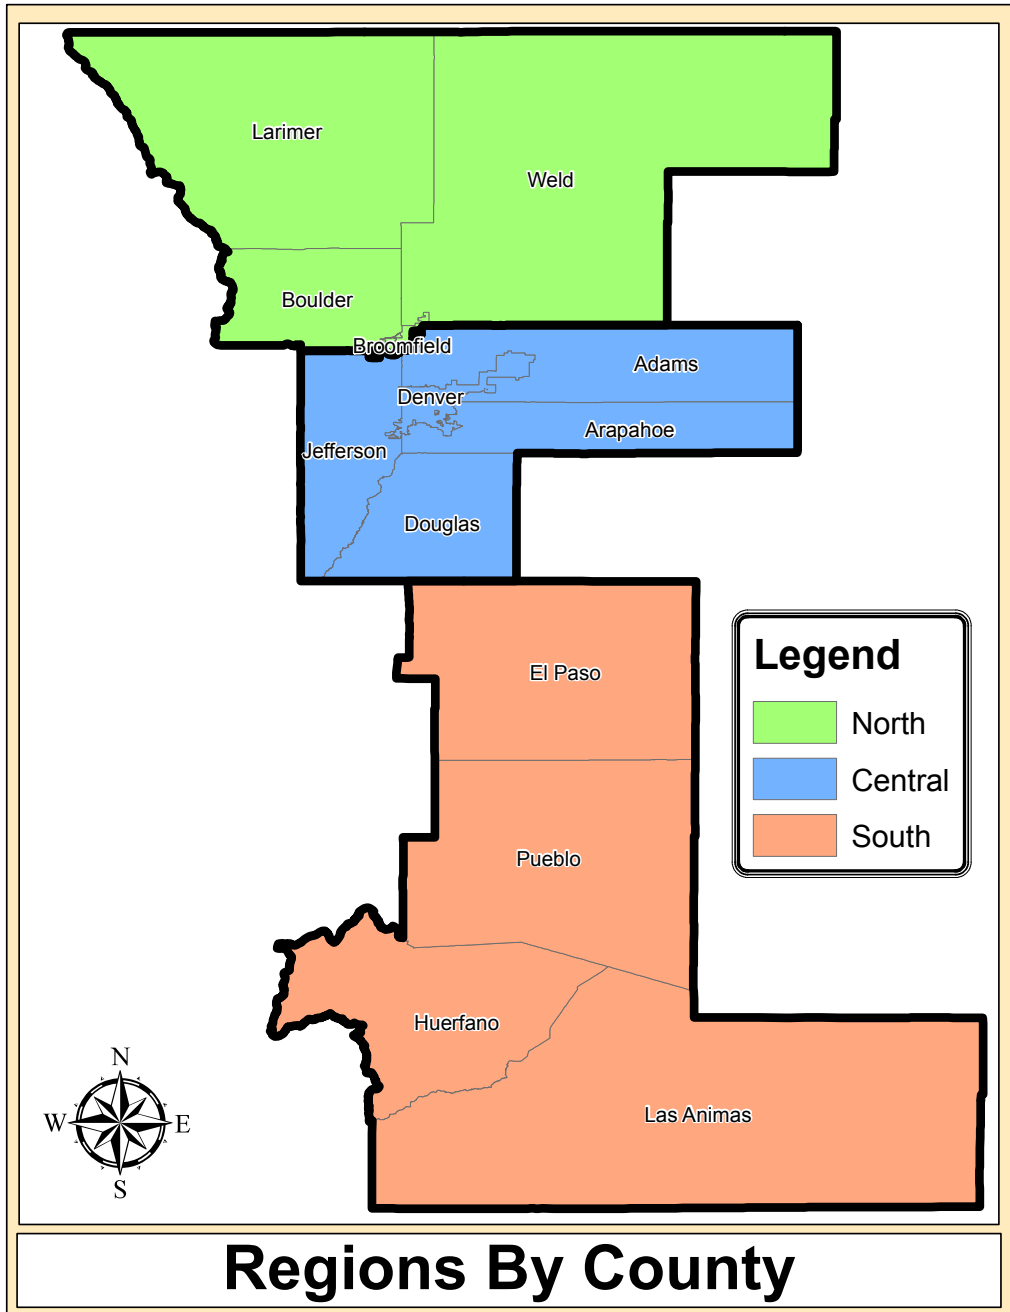 Larimer
Weld
Boulder
Broomfield
Adams
Denver
Arapahoe
Jefferson
Douglas
El Paso
Legend
North
Central
South
Pueblo
Huerfano
Las Animas
N
W
E
S
Regions By County